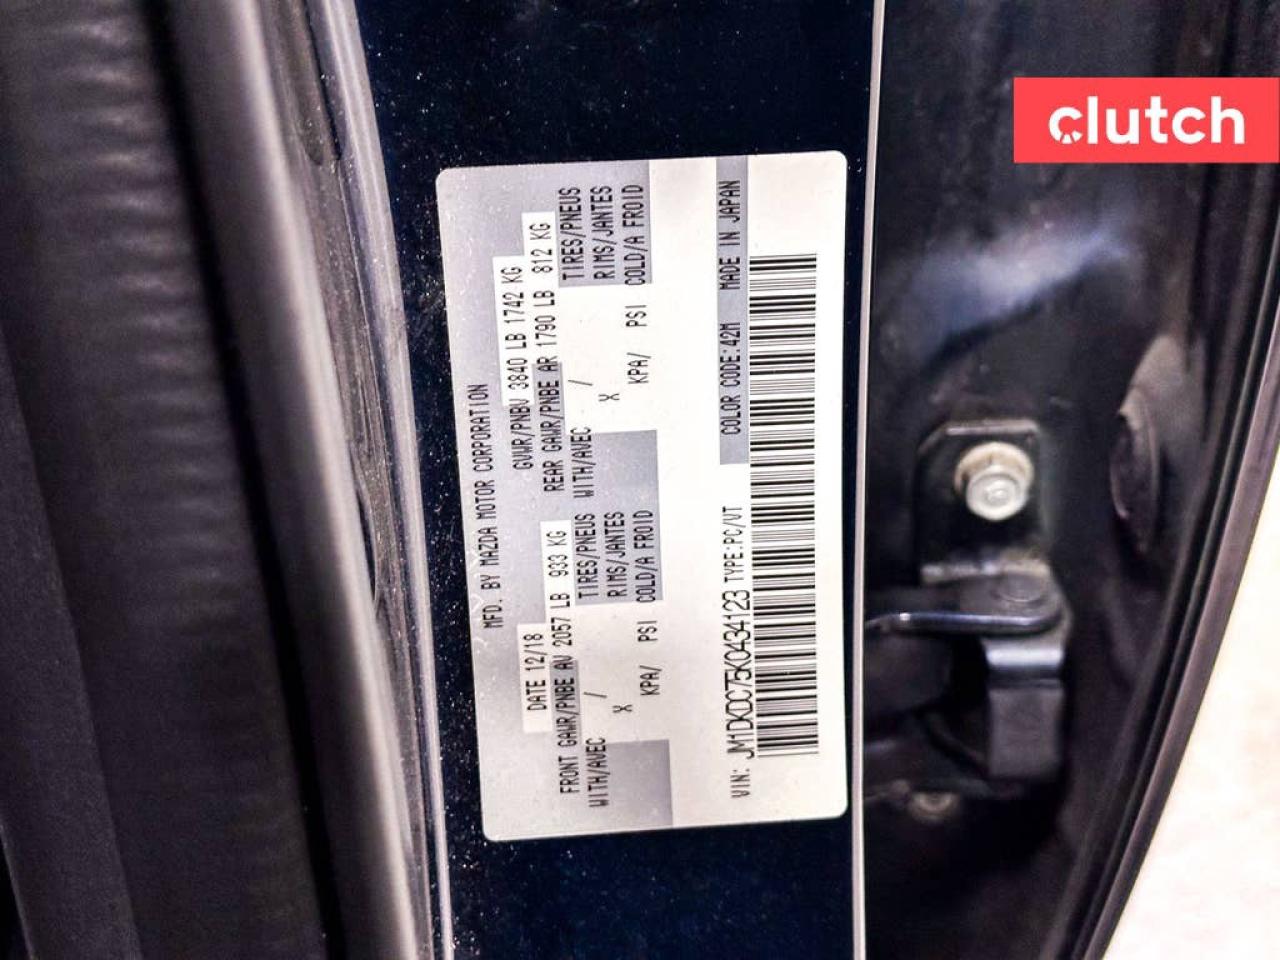 clutch
MFD. BY MAZDA MOTOR CORPORATION
DATE 12/18 GVWR/PNBV 3840 LB 1742 KG
FRONT GAWR/PNBE AV 2057 LB 933 KG REAR GAWR/PNBE AR 1790 LB 812 KG
WITH/AVEC / TIRES/PNEUS WITH/AVEC / TIRES/PNEUS
X RIMS/JANTES X RIMS/JANTES
KPA/ PSI COLD/A FROID KPA/ PSI COLD/A FROID
COLOR CODE:42M MADE IN JAPAN
VIN: JM1DKDC75K0434123 TYPE:PC/VT